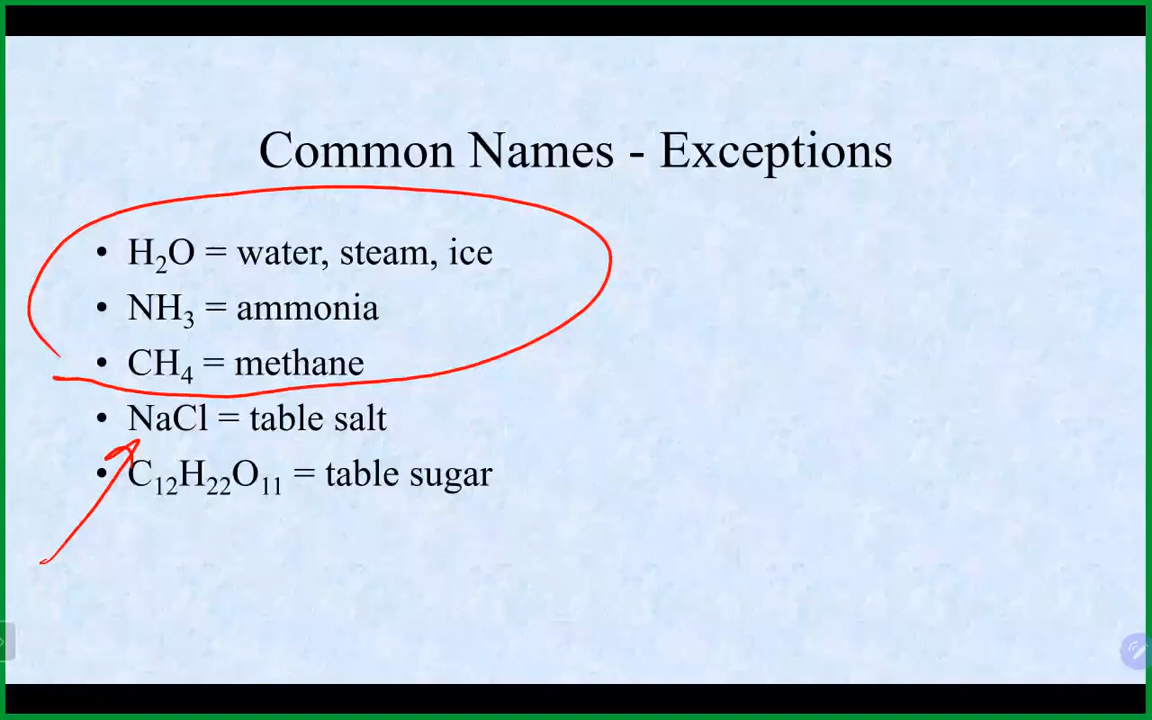 Common Names - Exceptions
• H₂O = water, steam, ice
• NH₃ = ammonia
• CH₄ = methane
• NaCl = table salt
• C₁₂H₂₂O₁₁ = table sugar